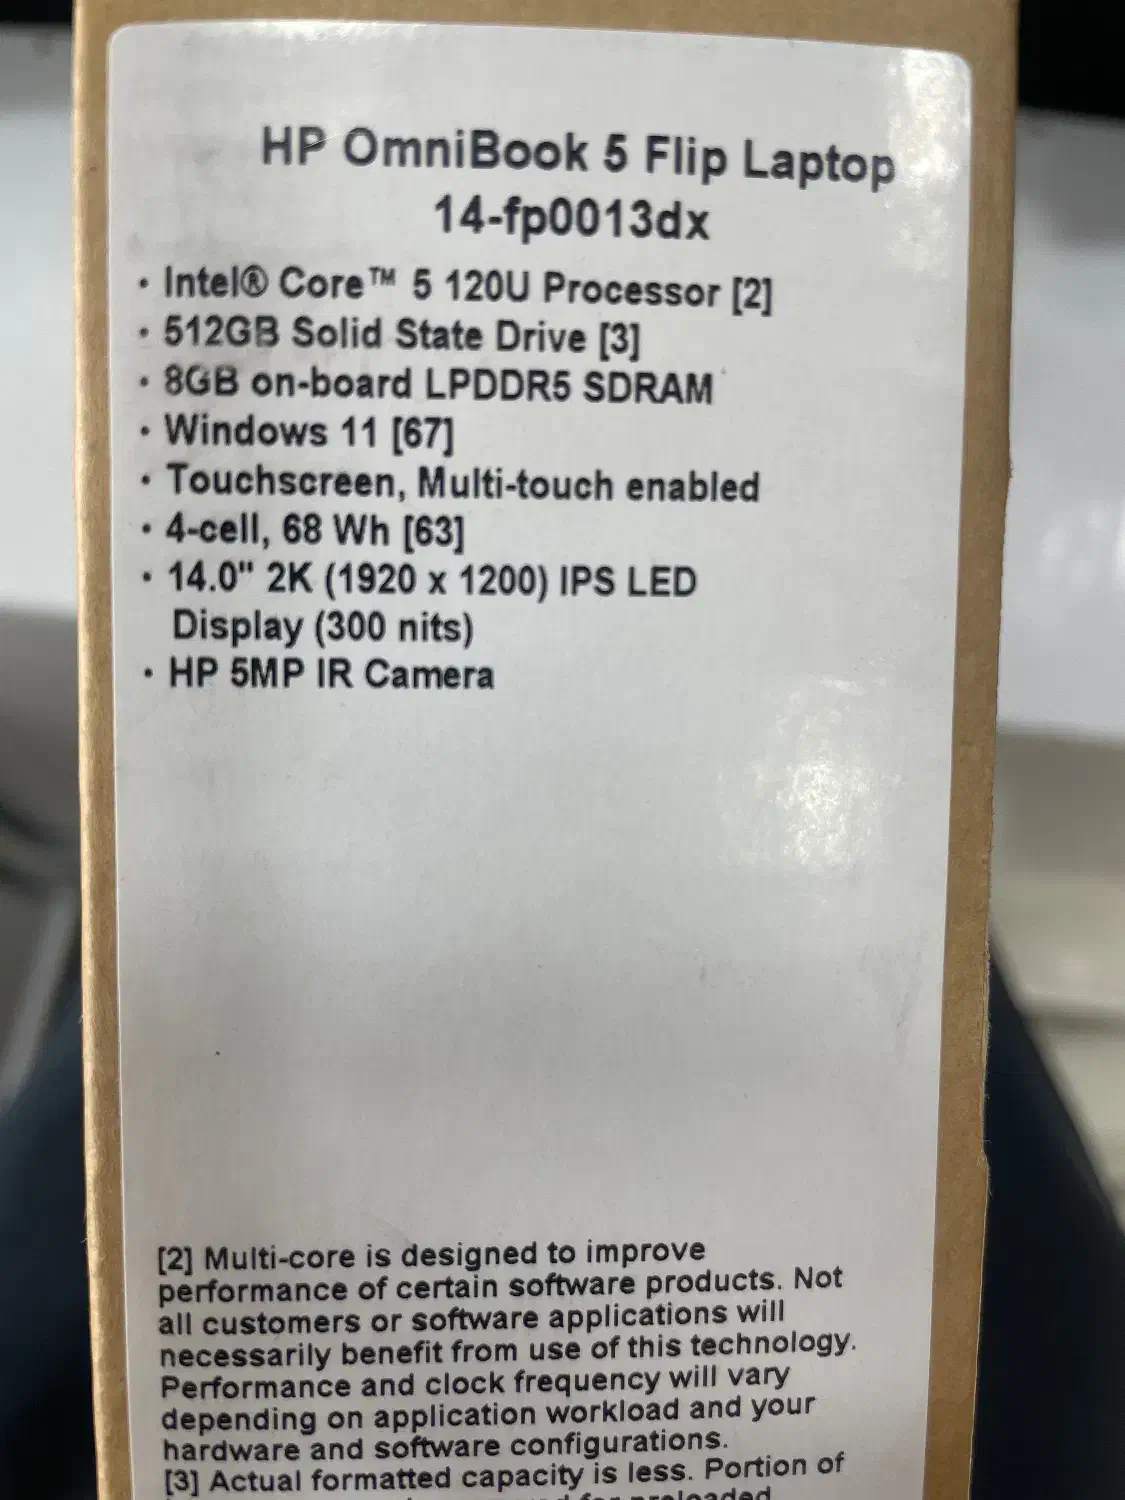 HP OmniBook 5 Flip Laptop
14-fp0013dx
· Intel® Core™ 5 120U Processor [2]
· 512GB Solid State Drive [3]
· 8GB on-board LPDDR5 SDRAM
· Windows 11 [67]
· Touchscreen, Multi-touch enabled
· 4-cell, 68 Wh [63]
· 14.0" 2K (1920 x 1200) IPS LED
Display (300 nits)
· HP 5MP IR Camera
[2] Multi-core is designed to improve
performance of certain software products. Not
all customers or software applications will
necessarily benefit from use of this technology.
Performance and clock frequency will vary
depending on application workload and your
hardware and software configurations.
[3] Actual formatted capacity is less. Portion of
for preloaded